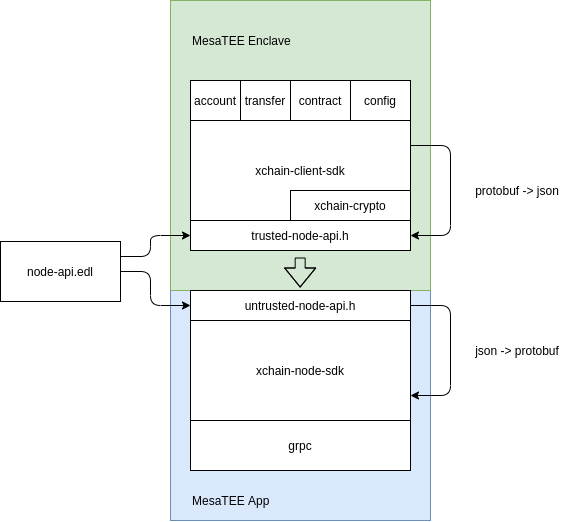 MesaTEE Enclave
account
transfer
contract
config
xchain-client-sdk
protobuf -> json
xchain-crypto
trusted-node-api.h
node-api.edl
untrusted-node-api.h
json -> protobuf
xchain-node-sdk
grpc
MesaTEE App